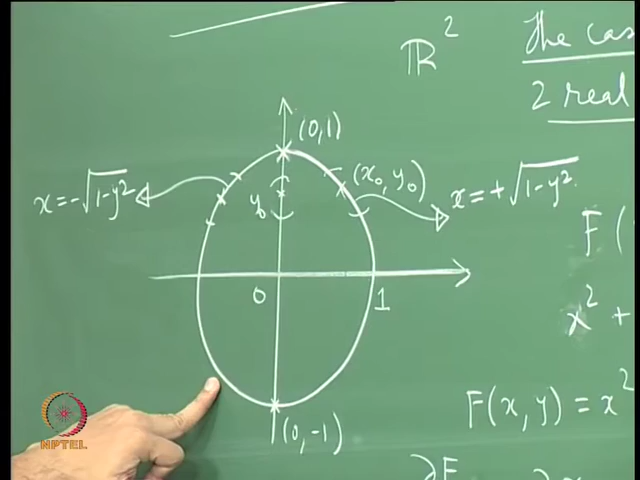 ℝ²
The cas
2 real
(0,1)
(x₀, y₀)
x = -√(1-y²)
x = +√(1-y²)
y₀
F(
0
1
x² +
F(x, y) = x²
(0,-1)
∂F
NPTEL